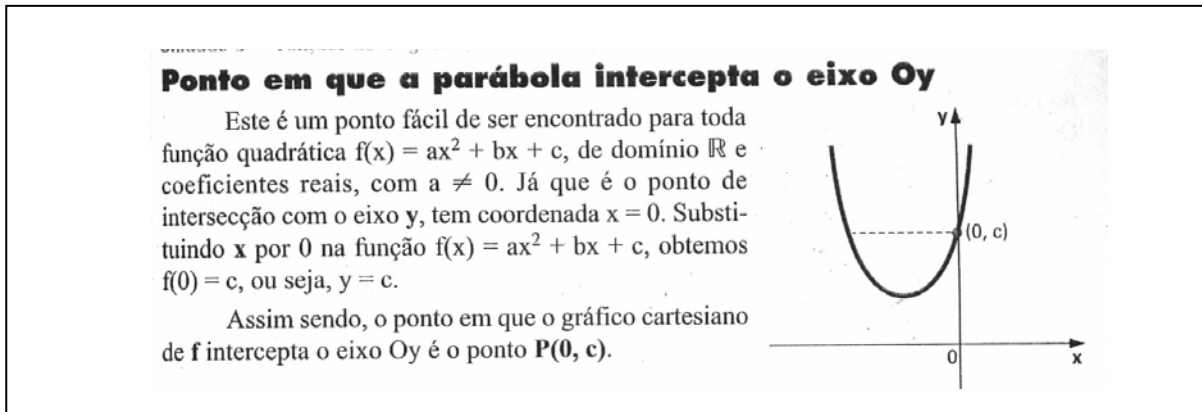 Ponto em que a parábola intercepta o eixo Oy
Este é um ponto fácil de ser encontrado para toda
função quadrática f(x) = ax² + bx + c, de domínio ℝ e
coeficientes reais, com a ≠ 0. Já que é o ponto de
intersecção com o eixo y, tem coordenada x = 0. Substi-
tuindo x por 0 na função f(x) = ax² + bx + c, obtemos
f(0) = c, ou seja, y = c.
Assim sendo, o ponto em que o gráfico cartesiano
de f intercepta o eixo Oy é o ponto P(0, c).
y
(0, c)
0
x